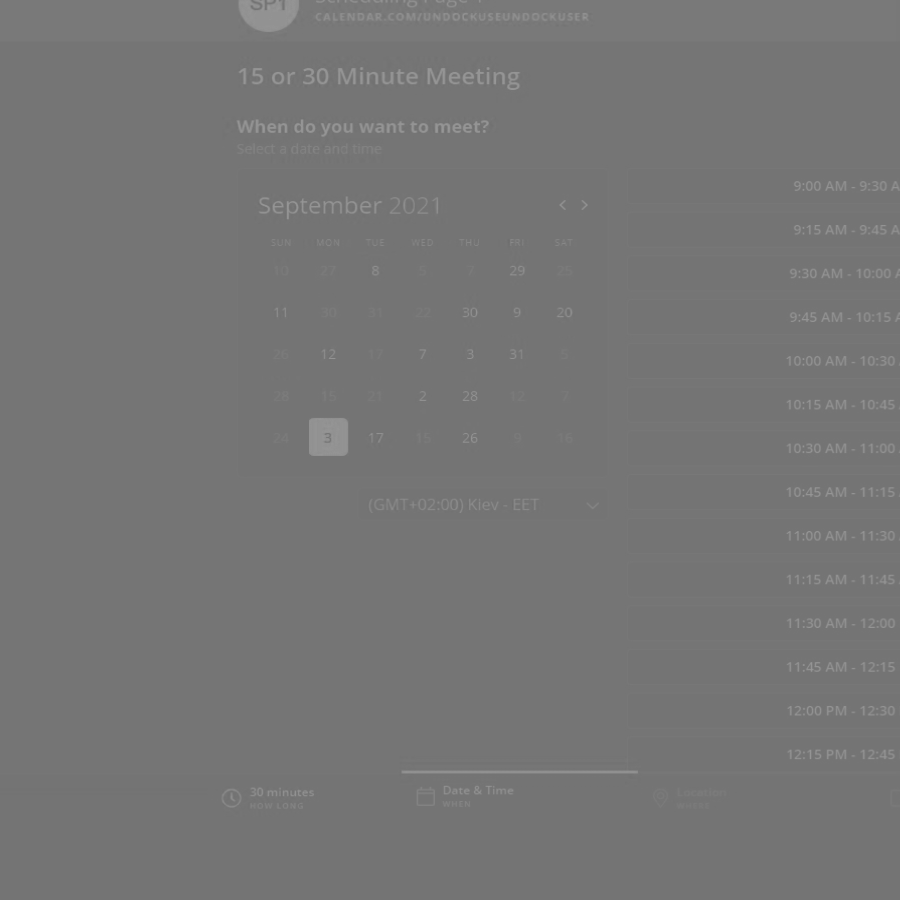 SP1
Scheduling Page 1
CALENDAR.COM/UNDOCKUSEUNDOCKUSER
15 or 30 Minute Meeting
When do you want to meet?
Select a date and time
September 2021
SUN MON TUE WED THU FRI SAT
10 27 8 5 7 29 25
11 30 31 22 30 9 20
26 12 17 7 3 31 5
28 15 21 2 28 12 7
24 3 17 15 26 9 16
(GMT+02:00) Kiev - EET
9:00 AM - 9:30 A
9:15 AM - 9:45 A
9:30 AM - 10:00 A
9:45 AM - 10:15 A
10:00 AM - 10:30
10:15 AM - 10:45
10:30 AM - 11:00
10:45 AM - 11:15
11:00 AM - 11:30
11:15 AM - 11:45
11:30 AM - 12:00
11:45 AM - 12:15
12:00 PM - 12:30
12:15 PM - 12:45
30 minutes
HOW LONG
Date & Time
WHEN
Location
WHERE